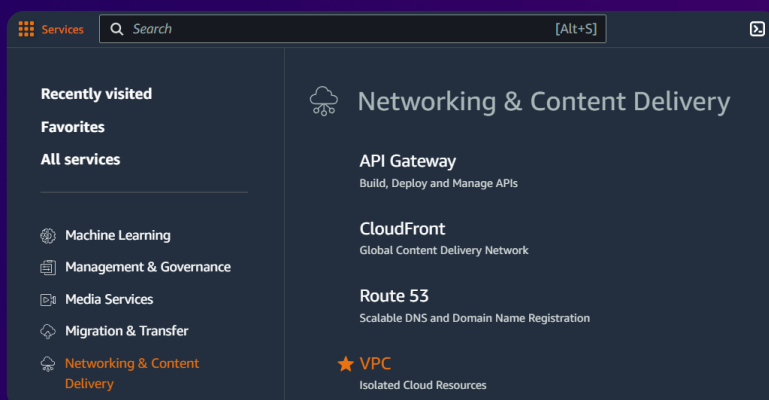 Services
Search
[Alt+S]
Recently visited
Favorites
All services
Machine Learning
Management & Governance
Media Services
Migration & Transfer
Networking & Content
Delivery
Networking & Content Delivery
API Gateway
Build, Deploy and Manage APIs
CloudFront
Global Content Delivery Network
Route 53
Scalable DNS and Domain Name Registration
VPC
Isolated Cloud Resources